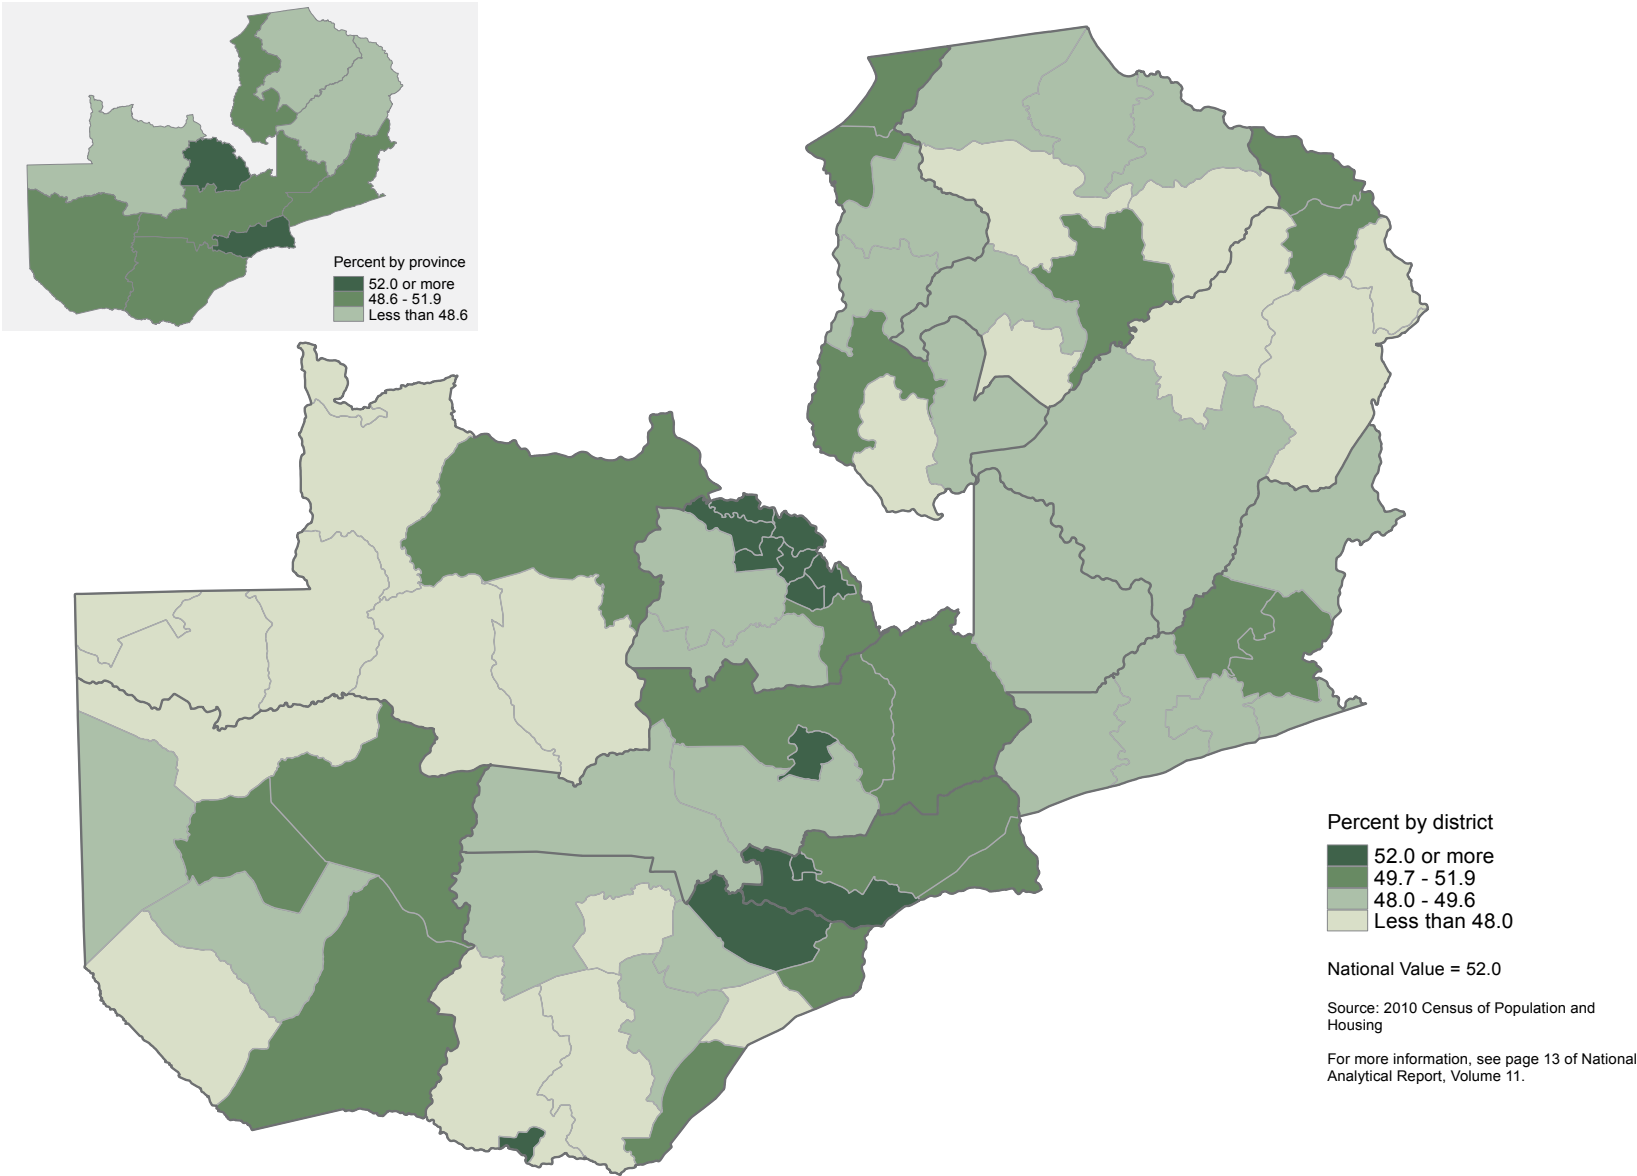 Percent by province
52.0 or more
48.6 - 51.9
Less than 48.6
Percent by district
52.0 or more
49.7 - 51.9
48.0 - 49.6
Less than 48.0
National Value = 52.0
Source: 2010 Census of Population and
Housing
For more information, see page 13 of National
Analytical Report, Volume 11.